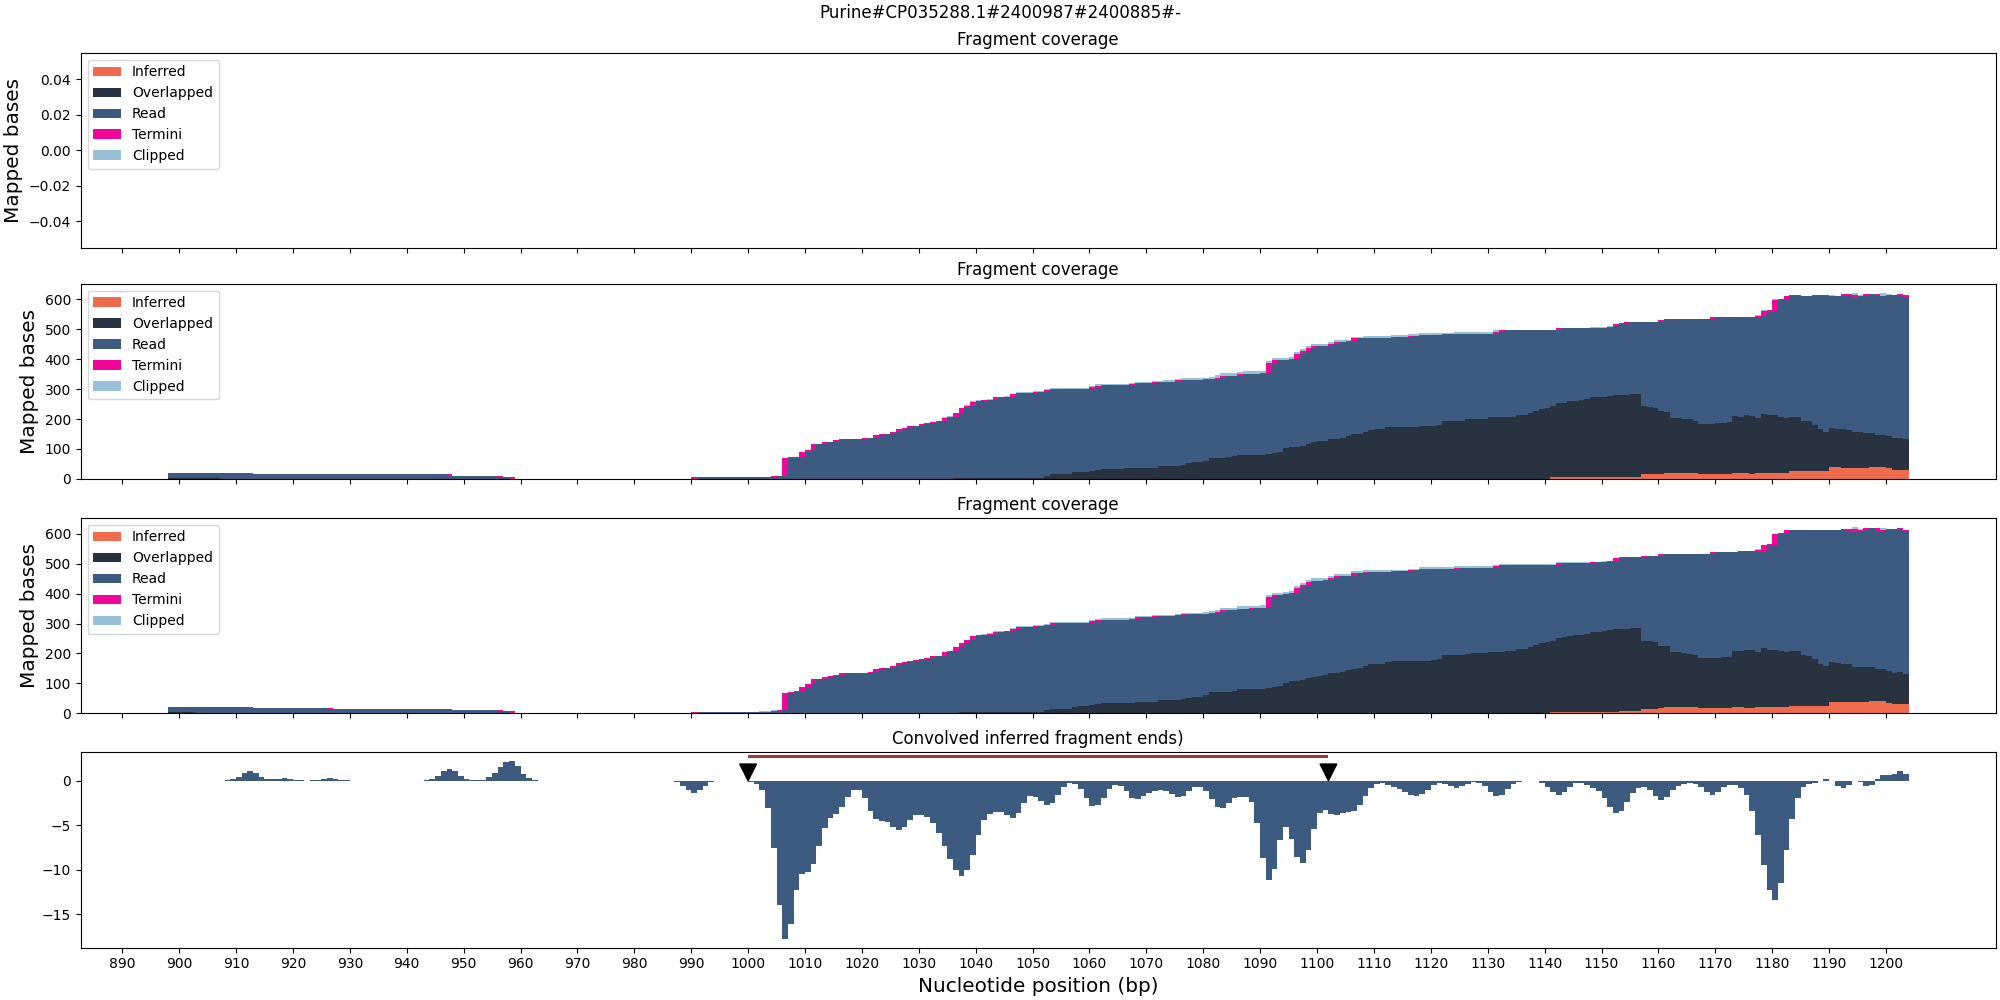 Purine#CP035288.1#2400987#2400885#-
Fragment coverage
Mapped bases
0.04
0.02
0.00
−0.02
−0.04
Inferred
Overlapped
Read
Termini
Clipped
Fragment coverage
Mapped bases
600
500
400
300
200
100
0
Inferred
Overlapped
Read
Termini
Clipped
Fragment coverage
Mapped bases
600
500
400
300
200
100
0
Inferred
Overlapped
Read
Termini
Clipped
Convolved inferred fragment ends)
0
−5
−10
−15
890 900 910 920 930 940 950 960 970 980 990 1000 1010 1020 1030 1040 1050 1060 1070 1080 1090 1100 1110 1120 1130 1140 1150 1160 1170 1180 1190 1200
Nucleotide position (bp)